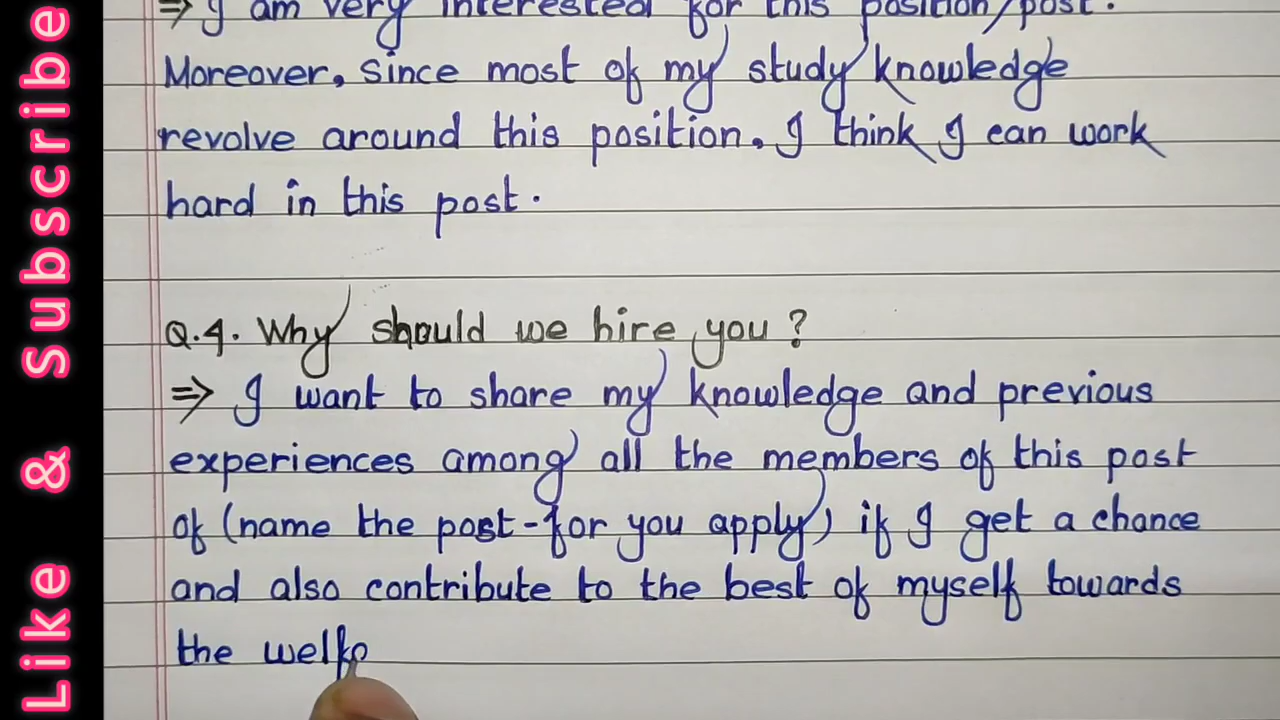 Like & Subscribe
⇒ I am very interested for this position/post.
Moreover, since most of my study knowledge
revolve around this position. I think I can work
hard in this post.
Q.4. Why should we hire you?
⇒ I want to share my knowledge and previous
experiences among all the members of this post
of (name the post-for you apply) if I get a chance
and also contribute to the best of myself towards
the welfa